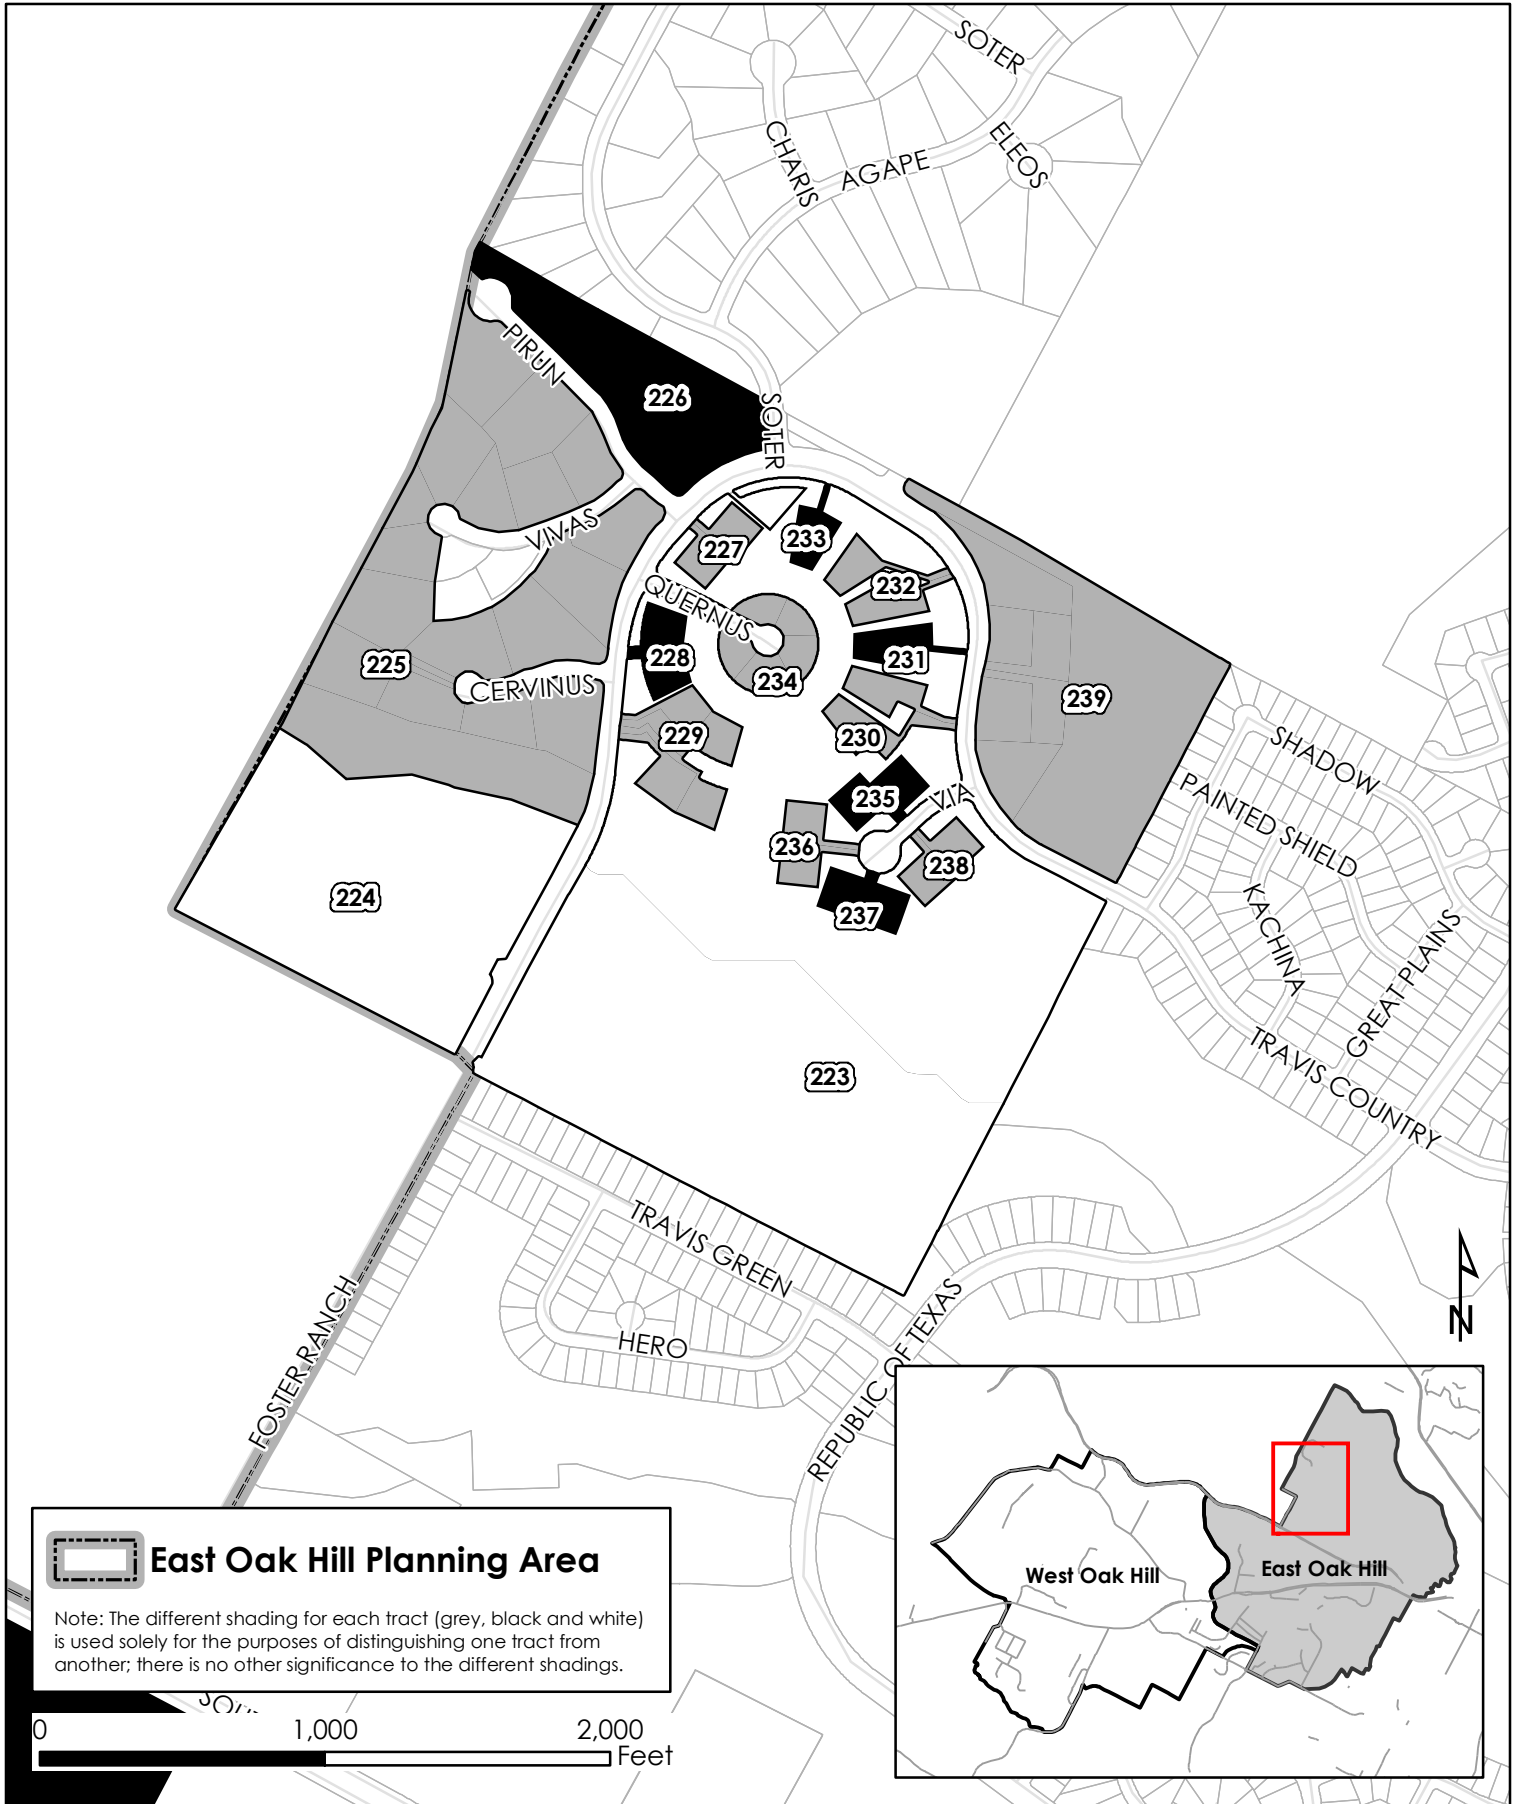 SOTER
CHARIS
AGAPE
ELEOS
PIRUN
226
SOTER
VIVAS
227
233
232
QUERNUS
225
228
234
231
CERVINUS
229
230
239
SHADOW
PAINTED SHIELD
235
VIA
236
238
224
237
KACHINA
GREAT PLAINS
TRAVIS COUNTRY
223
TRAVIS GREEN
HERO
REPUBLIC OF TEXAS
FOSTER RANCH
N
West Oak Hill
East Oak Hill
East Oak Hill Planning Area
Note: The different shading for each tract (grey, black and white)
is used solely for the purposes of distinguishing one tract from
another; there is no other significance to the different shadings.
0 1,000 2,000
Feet